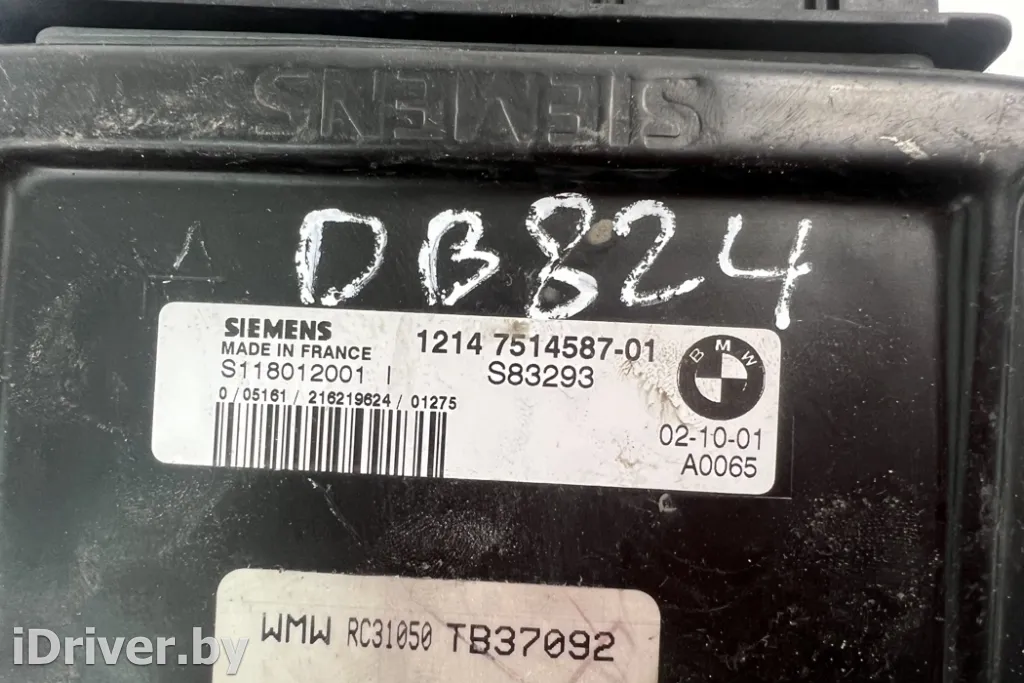 SIEMENS
DB824
SIEMENS
MADE IN FRANCE
S118012001 I
1214 7514587-01
S83293
BMW
0 / 05161 / 216219624 / 01275
02-10-01
A0065
WMW RC31050 TB37092
iDriver.by